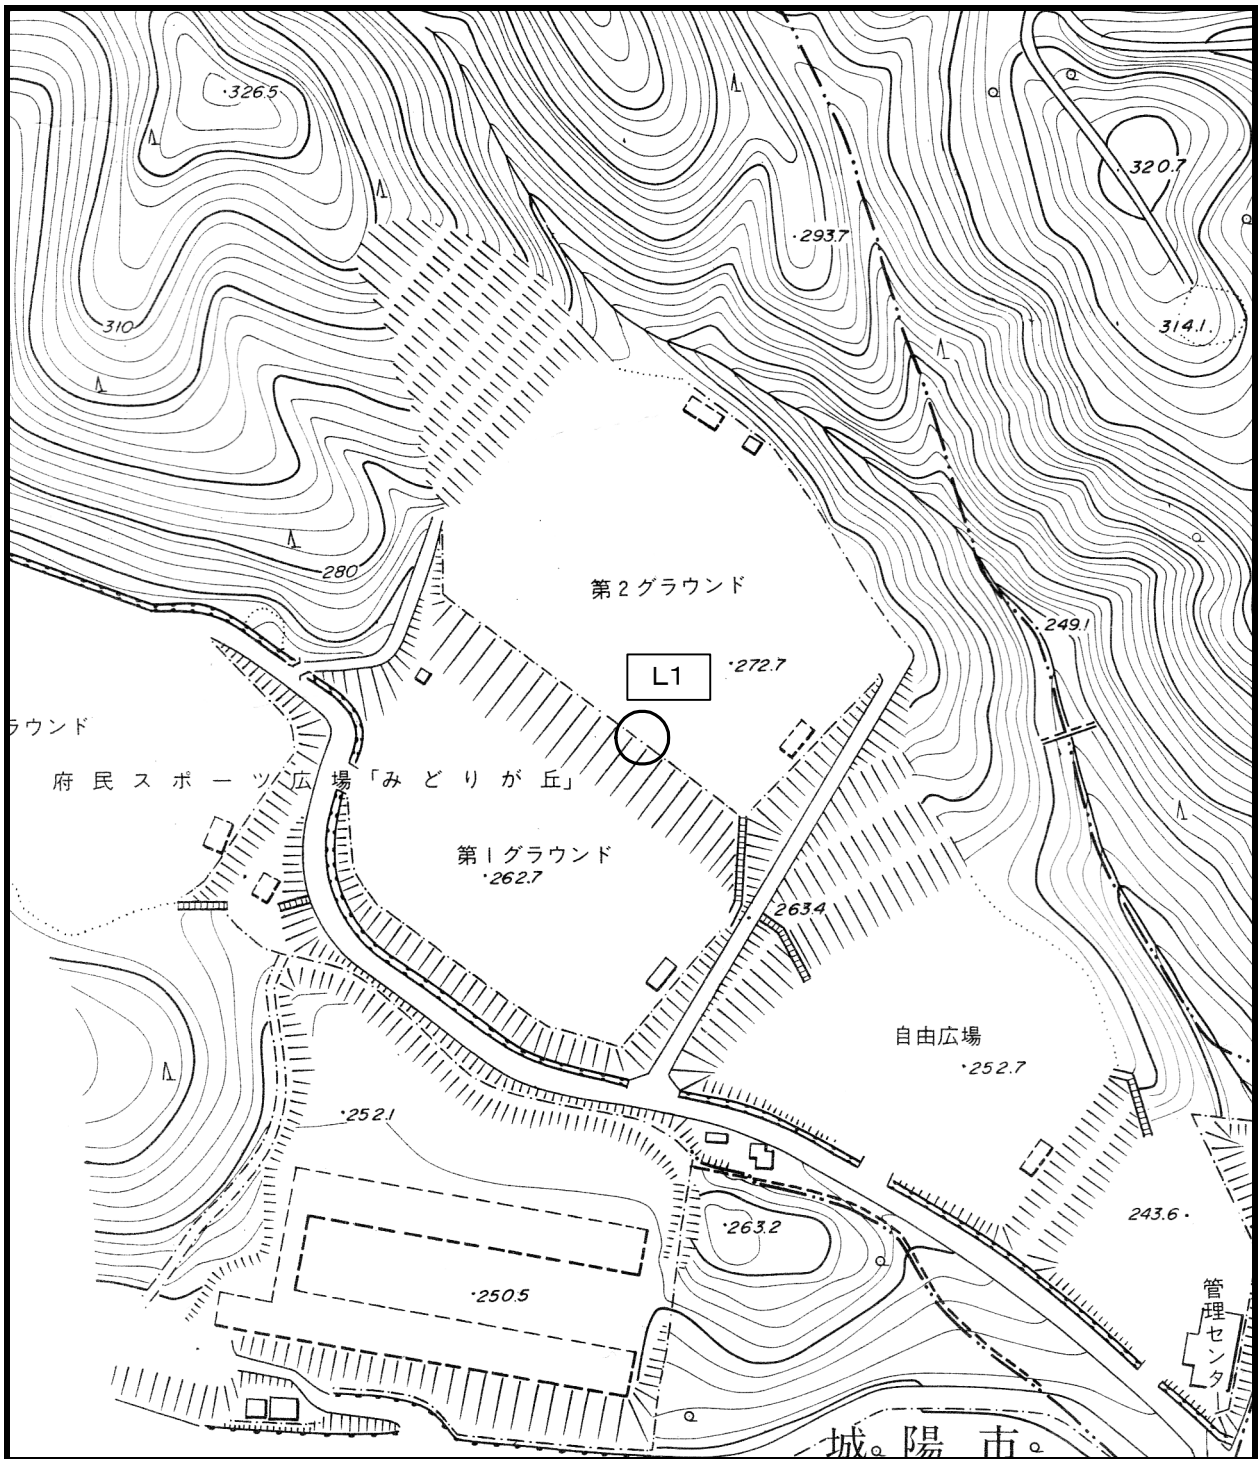 326.5
320.7
293.7
310
314.1
280
第2グラウンド
249.1
L1
272.7
ラウンド
府民スポーツ広場「みどりが丘」
第1グラウンド
262.7
263.4
自由広場
252.7
252.1
243.6
263.2
250.5
管理センター
城陽市